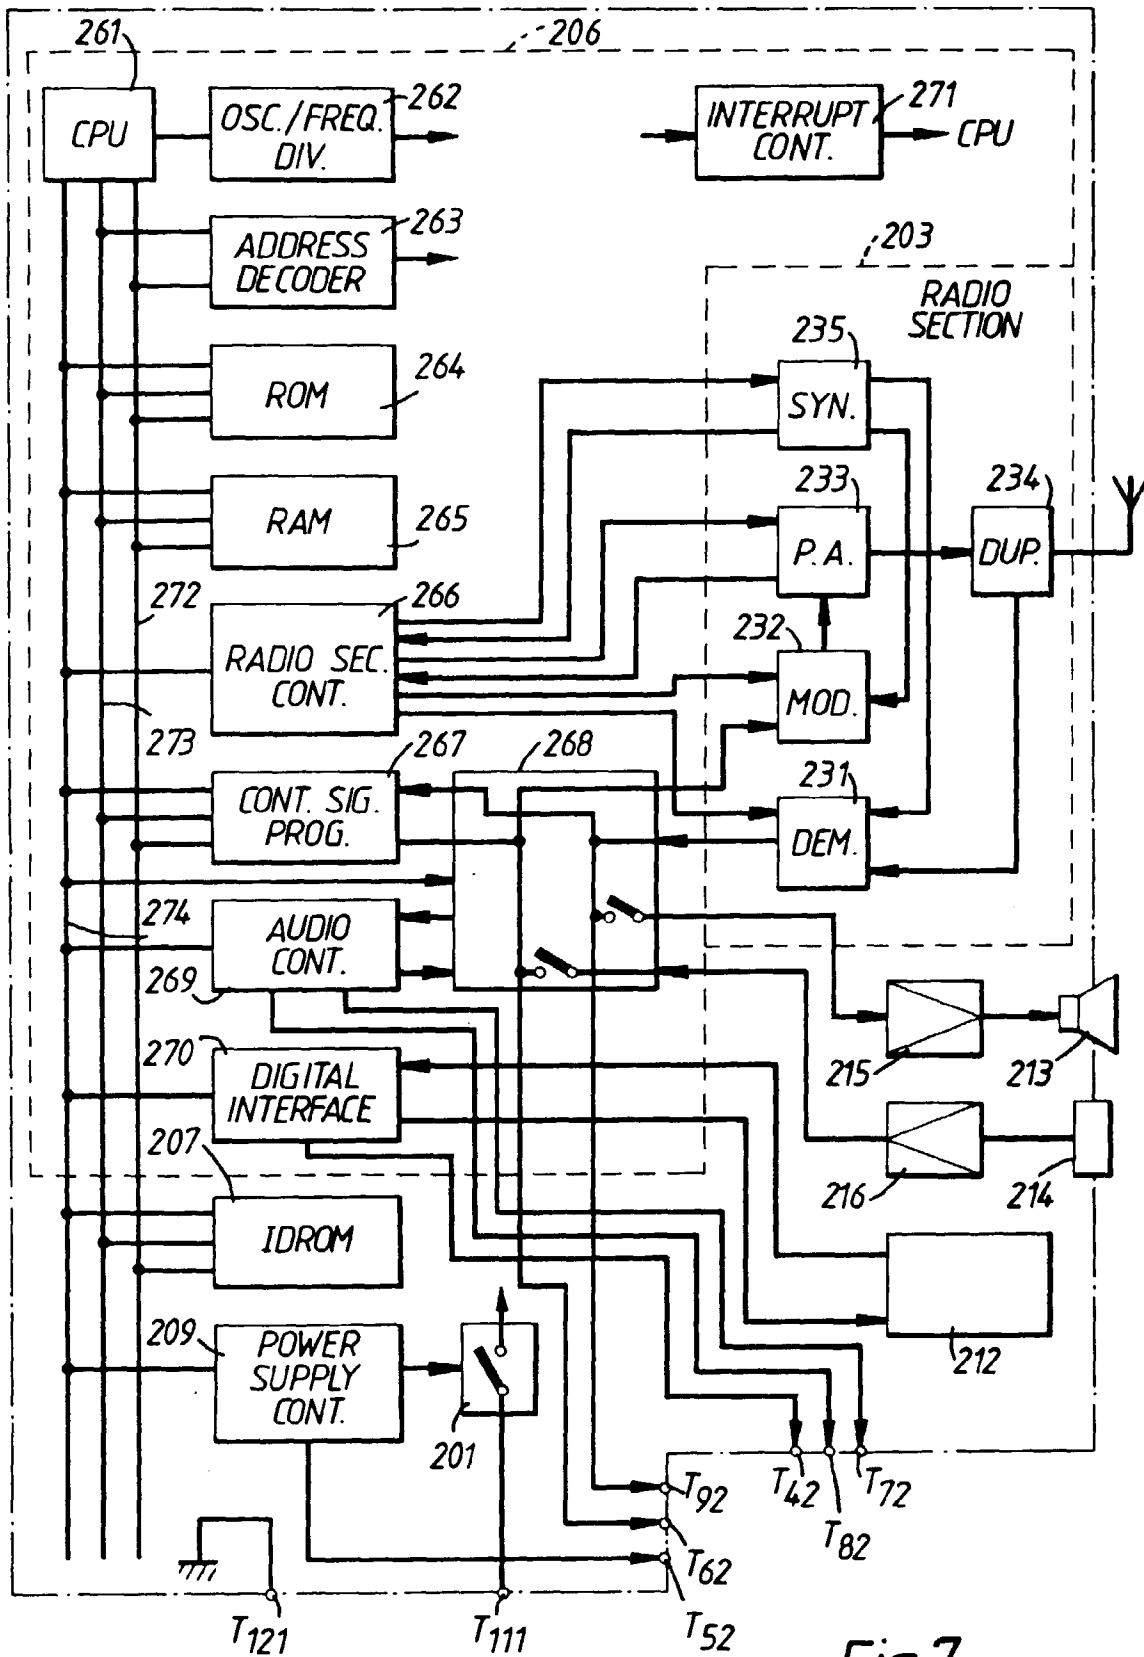 261
206
CPU
OSC./FREQ.
DIV.
262
INTERRUPT
CONT.
271
CPU
ADDRESS
DECODER
263
203
RADIO
SECTION
ROM
264
235
SYN.
RAM
265
233
P.A.
234
DUP.
272
266
RADIO SEC.
CONT.
232
MOD.
273
267
268
CONT. SIG.
PROG.
231
DEM.
274
AUDIO
CONT.
269
270
DIGITAL
INTERFACE
215
213
207
IDROM
216
214
209
POWER
SUPPLY
CONT.
201
212
T92
T42
T72
T82
T62
T52
T121
T111
Fig.7